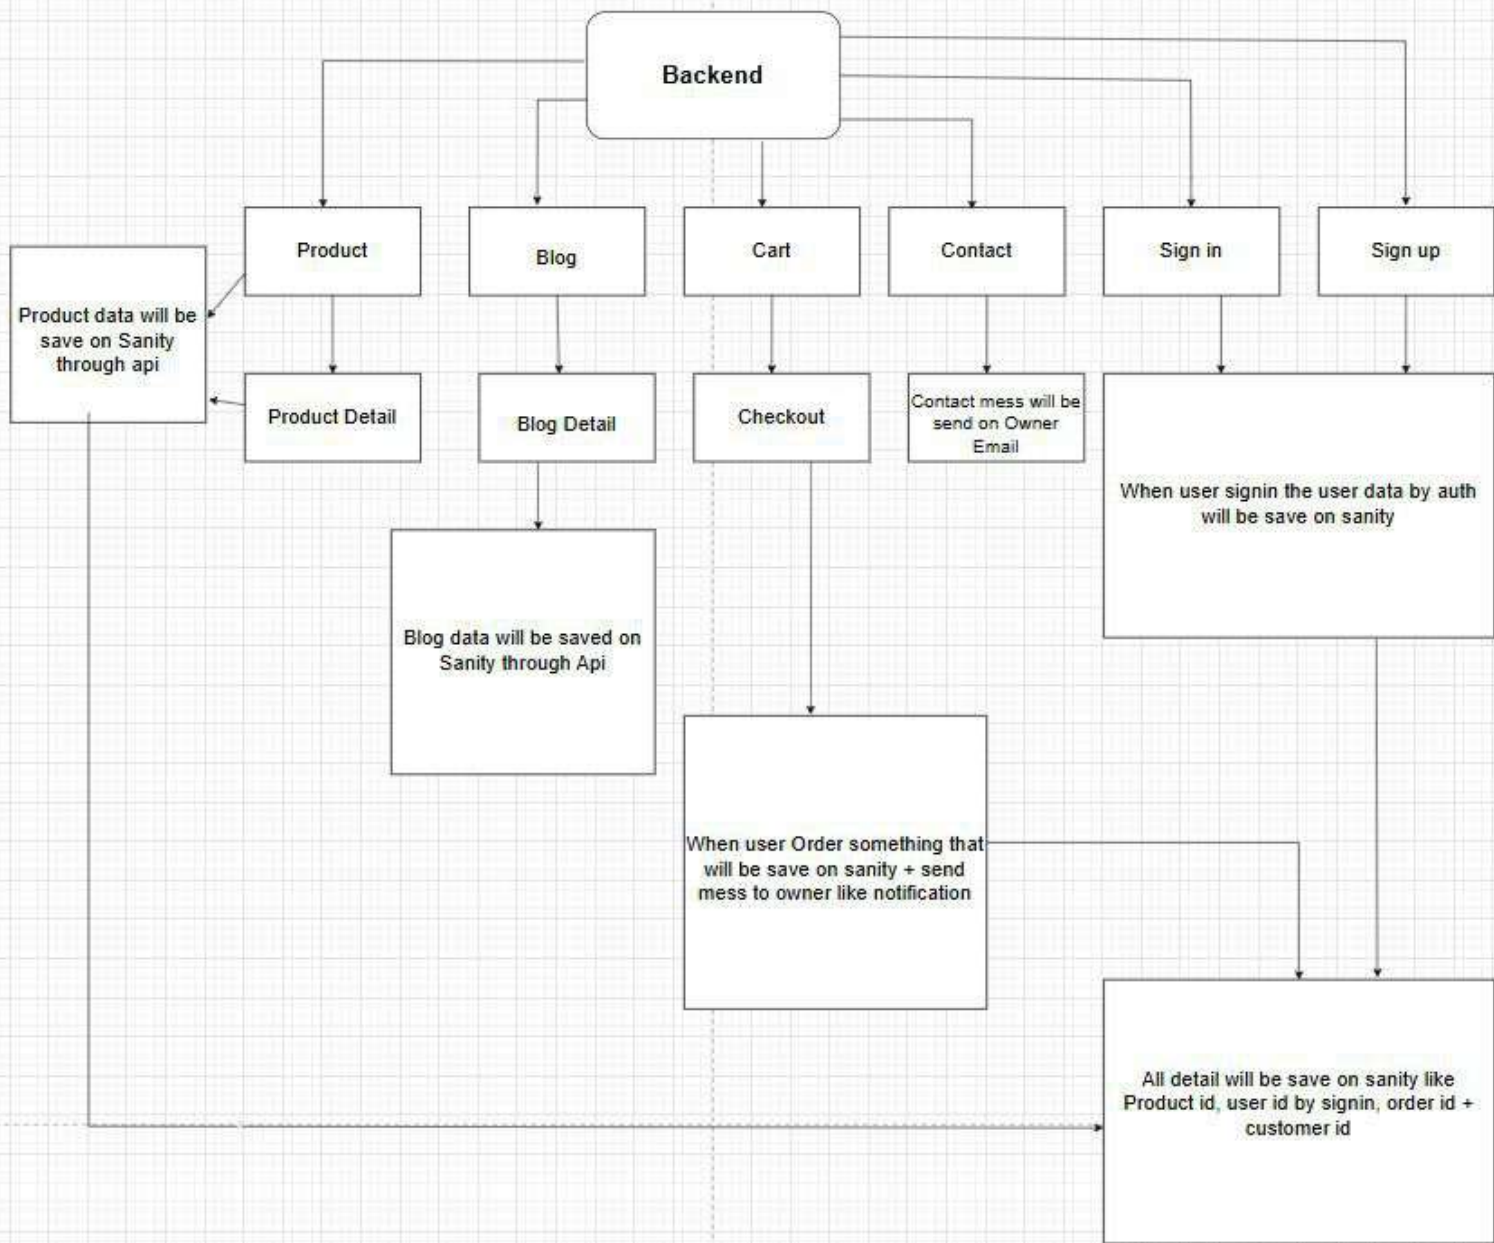 Backend
Product
Blog
Cart
Contact
Sign in
Sign up
Product data will be
save on Sanity
through api
Product Detail
Blog Detail
Checkout
Contact mess will be
send on Owner
Email
When user signin the user data by auth
will be save on sanity
Blog data will be saved on
Sanity through Api
When user Order something that
will be save on sanity + send
mess to owner like notification
All detail will be save on sanity like
Product id, user id by signin, order id +
customer id